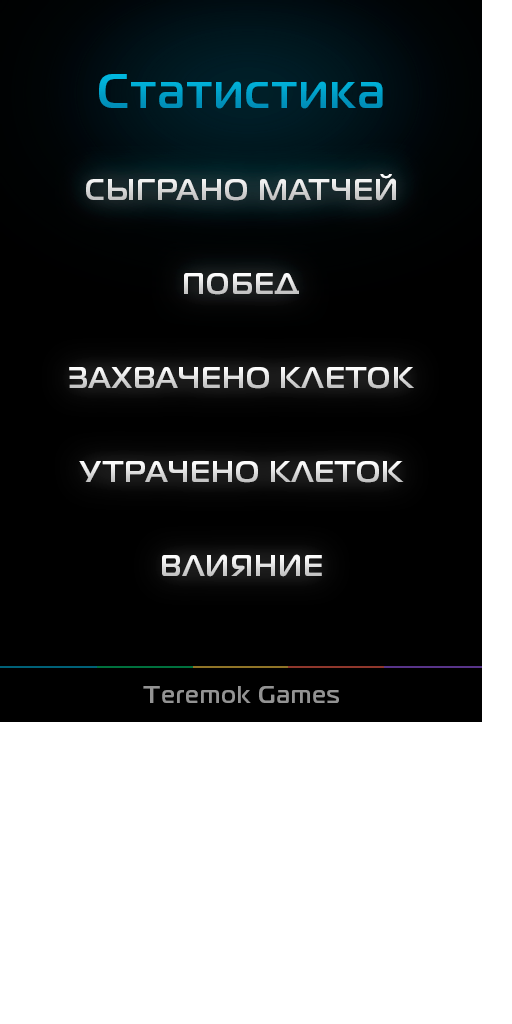 Статистика
СЫГРАНО МАТЧЕЙ
ПОБЕД
ЗАХВАЧЕНО КЛЕТОК
УТРАЧЕНО КЛЕТОК
ВЛИЯНИЕ
Teremok Games